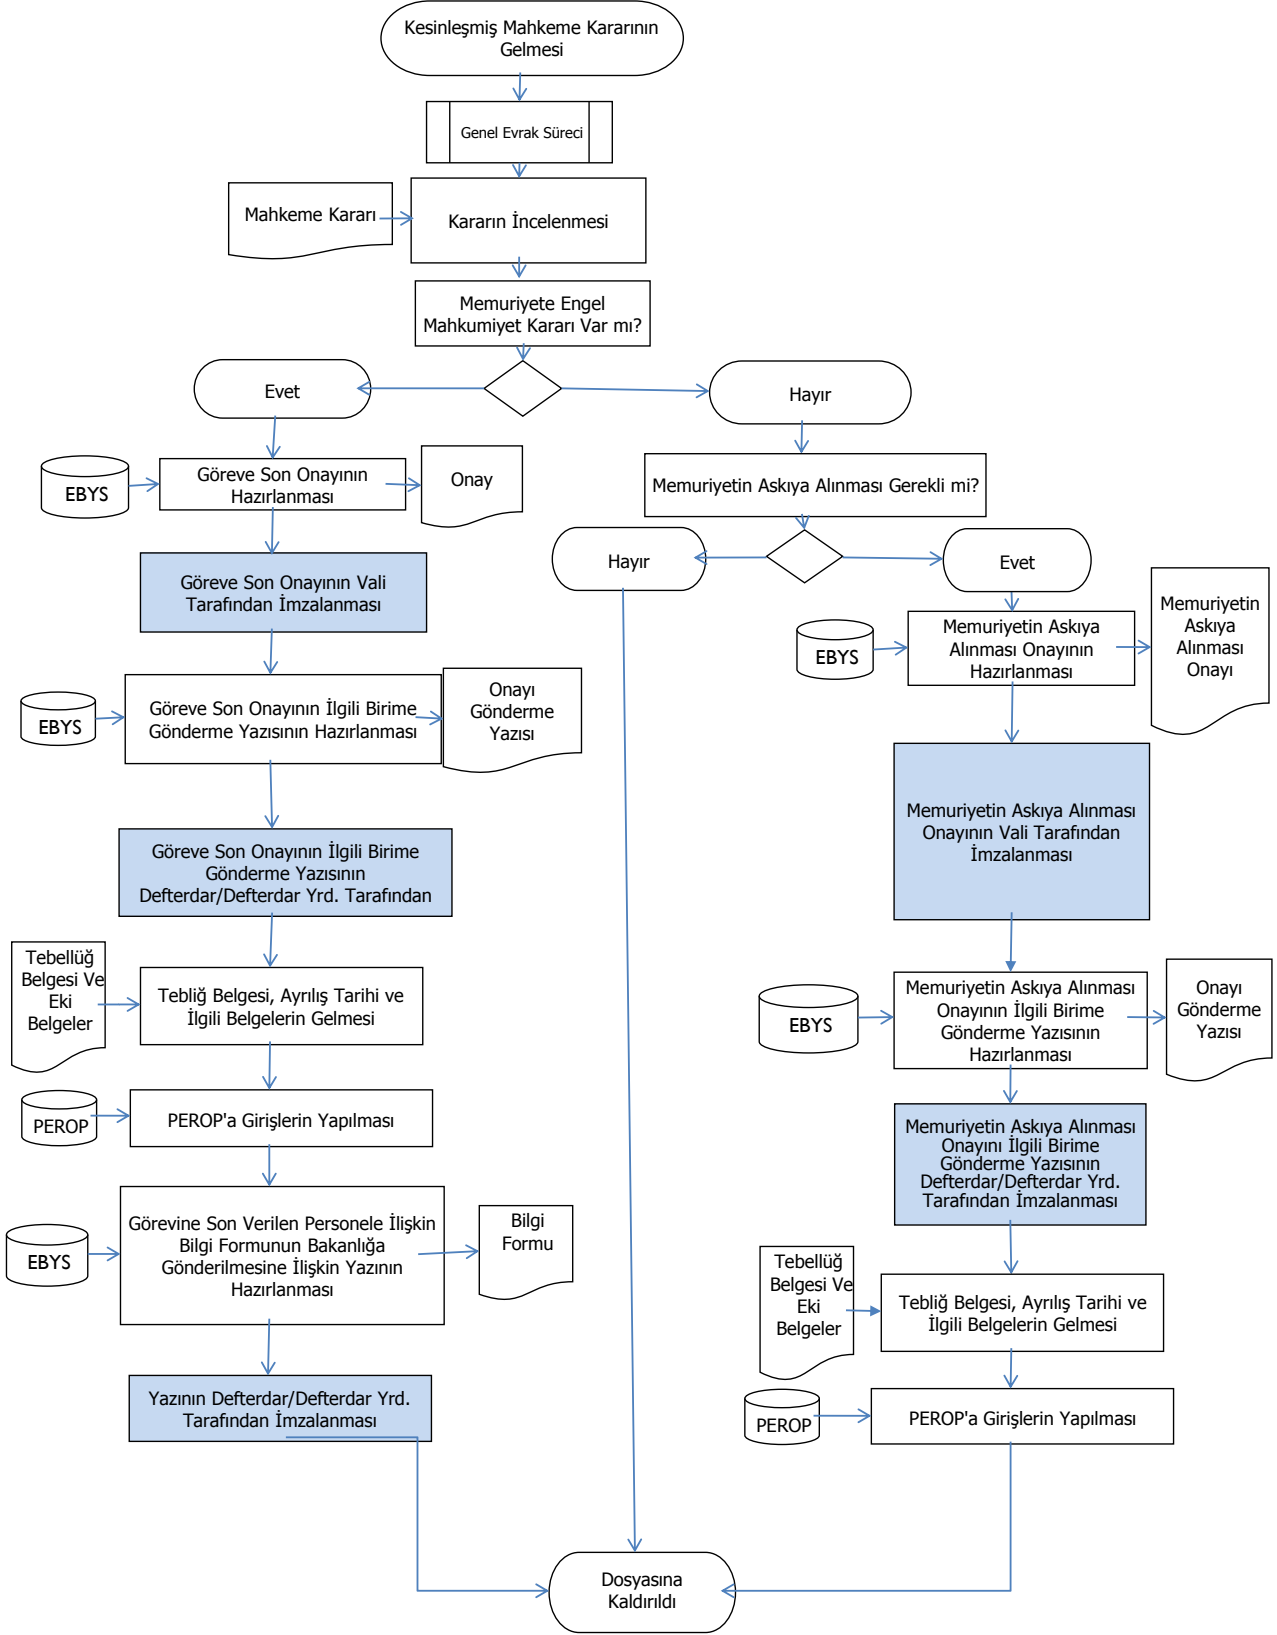 Kesinleşmiş Mahkeme Kararının
Gelmesi
Genel Evrak Süreci
Mahkeme Kararı
Kararın İncelenmesi
Memuriyete Engel
Mahkumiyet Kararı Var mı?
Evet
Hayır
EBYS
Göreve Son Onayının
Hazırlanması
Onay
Memuriyetin Askıya Alınması Gerekli mi?
Hayır
Evet
Göreve Son Onayının Vali
Tarafından İmzalanması
EBYS
Memuriyetin Askıya
Alınması Onayının
Hazırlanması
Memuriyetin
Askıya
Alınması
Onayı
EBYS
Göreve Son Onayının İlgili Birime
Gönderme Yazısının Hazırlanması
Onayı
Gönderme
Yazısı
Memuriyetin Askıya Alınması
Onayının Vali Tarafından
İmzalanması
Göreve Son Onayının İlgili Birime
Gönderme Yazısının
Defterdar/Defterdar Yrd. Tarafından
Tebellüğ
Belgesi Ve
Eki
Belgeler
Tebliğ Belgesi, Ayrılış Tarihi ve
İlgili Belgelerin Gelmesi
EBYS
Memuriyetin Askıya Alınması
Onayının İlgili Birime
Gönderme Yazısının
Hazırlanması
Onayı
Gönderme
Yazısı
PEROP
PEROP'a Girişlerin Yapılması
Memuriyetin Askıya Alınması
Onayını İlgili Birime
Gönderme Yazısının
Defterdar/Defterdar Yrd.
Tarafından İmzalanması
EBYS
Görevine Son Verilen Personele İlişkin
Bilgi Formunun Bakanlığa
Gönderilmesine İlişkin Yazının
Hazırlanması
Bilgi
Formu
Tebellüğ
Belgesi Ve
Eki
Belgeler
Tebliğ Belgesi, Ayrılış Tarihi ve
İlgili Belgelerin Gelmesi
Yazının Defterdar/Defterdar Yrd.
Tarafından İmzalanması
PEROP
PEROP'a Girişlerin Yapılması
Dosyasına
Kaldırıldı